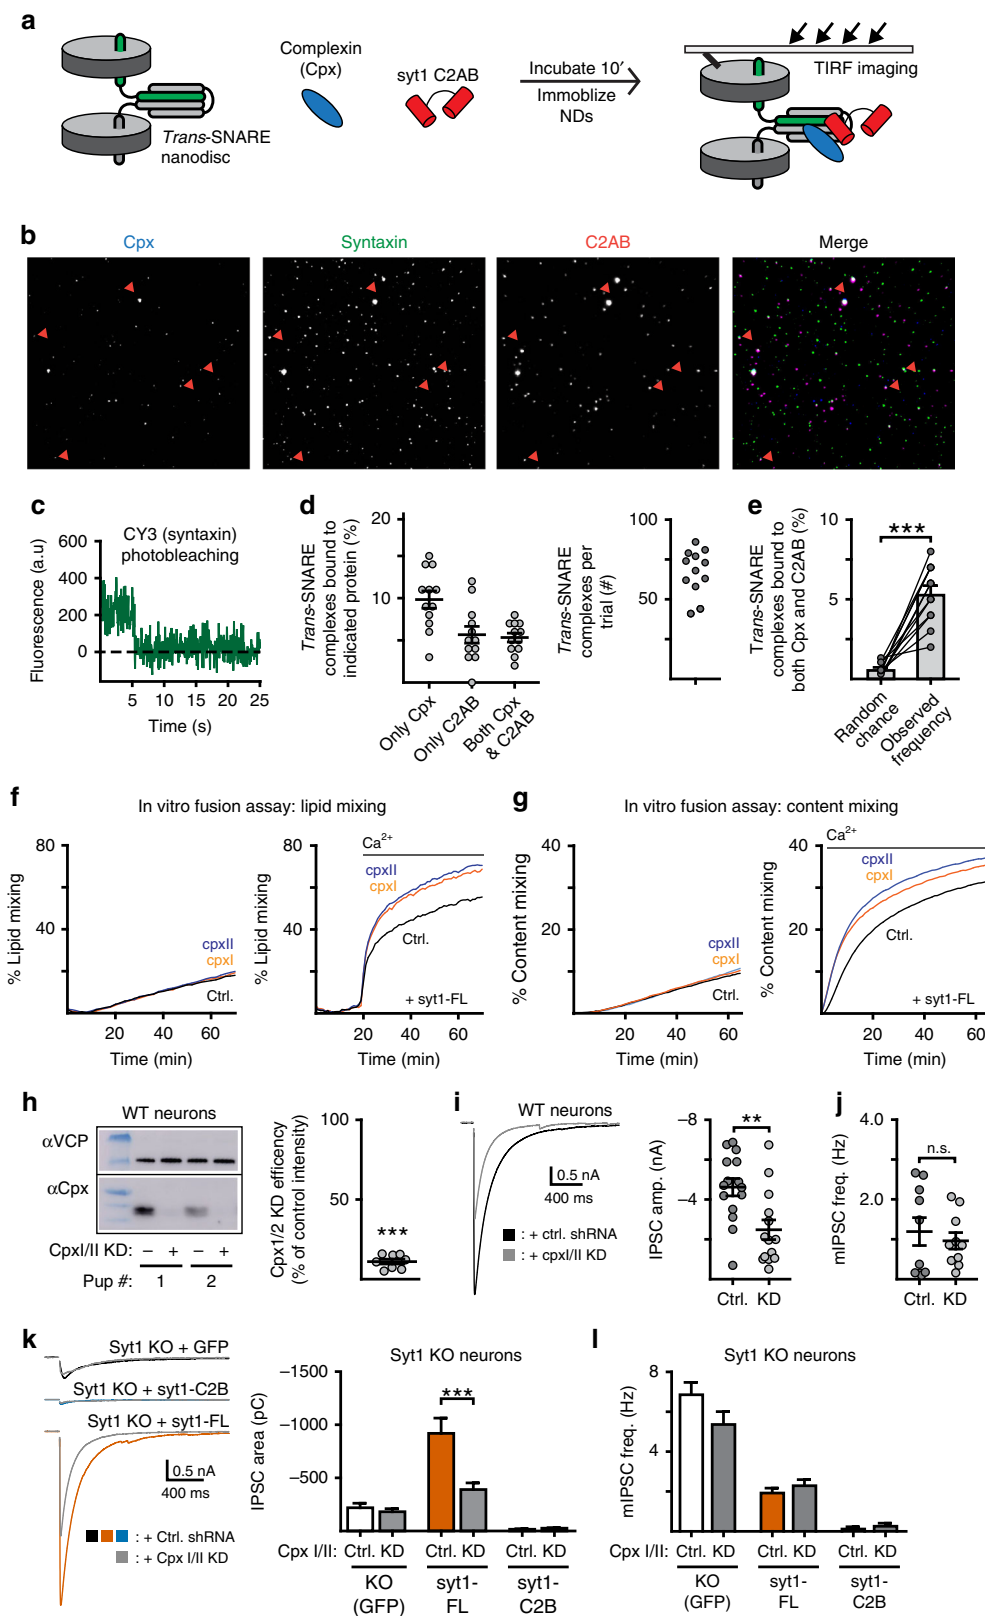 a
Trans-SNARE
nanodisc
Complexin
(Cpx)
syt1 C2AB
Incubate 10′
Immoblize
NDs
TIRF imaging
b
Cpx
Syntaxin
C2AB
Merge
c
CY3 (syntaxin)
photobleaching
Fluorescence (a.u)
600
400
200
0
5 10 15 20 25
Time (s)
d
Trans-SNARE
complexes bound to
indicated protein (%)
20
10
Only Cpx
Only C2AB
Both Cpx
& C2AB
Trans-SNARE
complexes per
trial (#)
100
50
e
Trans-SNARE
complexes bound to
both Cpx and C2AB (%)
10
5
***
Random
chance
Observed
frequency
f
In vitro fusion assay: lipid mixing
% Lipid mixing
80
40
cpxII
cpxI
Ctrl.
20 40 60
Time (min)
% Lipid mixing
80
40
Ca²⁺
cpxII
cpxI
Ctrl.
+ syt1-FL
20 40 60
Time (min)
g
In vitro fusion assay: content mixing
% Content mixing
40
20
cpxII
cpxI
Ctrl.
20 40 60
Time (min)
% Content mixing
40
20
Ca²⁺
cpxII
cpxI
Ctrl.
+ syt1-FL
20 40 60
Time (min)
h
WT neurons
αVCP
αCpx
CpxI/II KD: – + – +
Pup #: 1 2
Cpx1/2 KD efficency
(% of control intensity)
100
50
***
i
WT neurons
0.5 nA
400 ms
: + ctrl. shRNA
: + cpxI/II KD
IPSC amp. (nA)
–8
–4
**
Ctrl. KD
j
mIPSC freq. (Hz)
4.0
2.0
n.s.
Ctrl. KD
k
Syt1 KO + GFP
Syt1 KO + syt1-C2B
Syt1 KO + syt1-FL
0.5 nA
400 ms
: + Ctrl. shRNA
: + Cpx I/II KD
Syt1 KO neurons
IPSC area (pC)
–1500
–1000
–500
***
Cpx I/II: Ctrl. KD Ctrl. KD Ctrl. KD
KO
(GFP)
syt1-
FL
syt1-
C2B
l
Syt1 KO neurons
mIPSC freq. (Hz)
8
4
Cpx I/II: Ctrl. KD Ctrl. KD Ctrl. KD
KO
(GFP)
syt1-
FL
syt1-
C2B